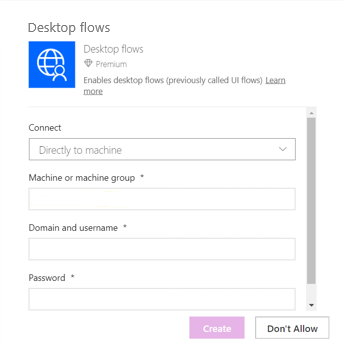 Desktop flows
Desktop flows
Premium
Enables desktop flows (previously called UI flows) Learn
more
Connect
Directly to machine
Machine or machine group *
Domain and username *
Password *
Create
Don't Allow